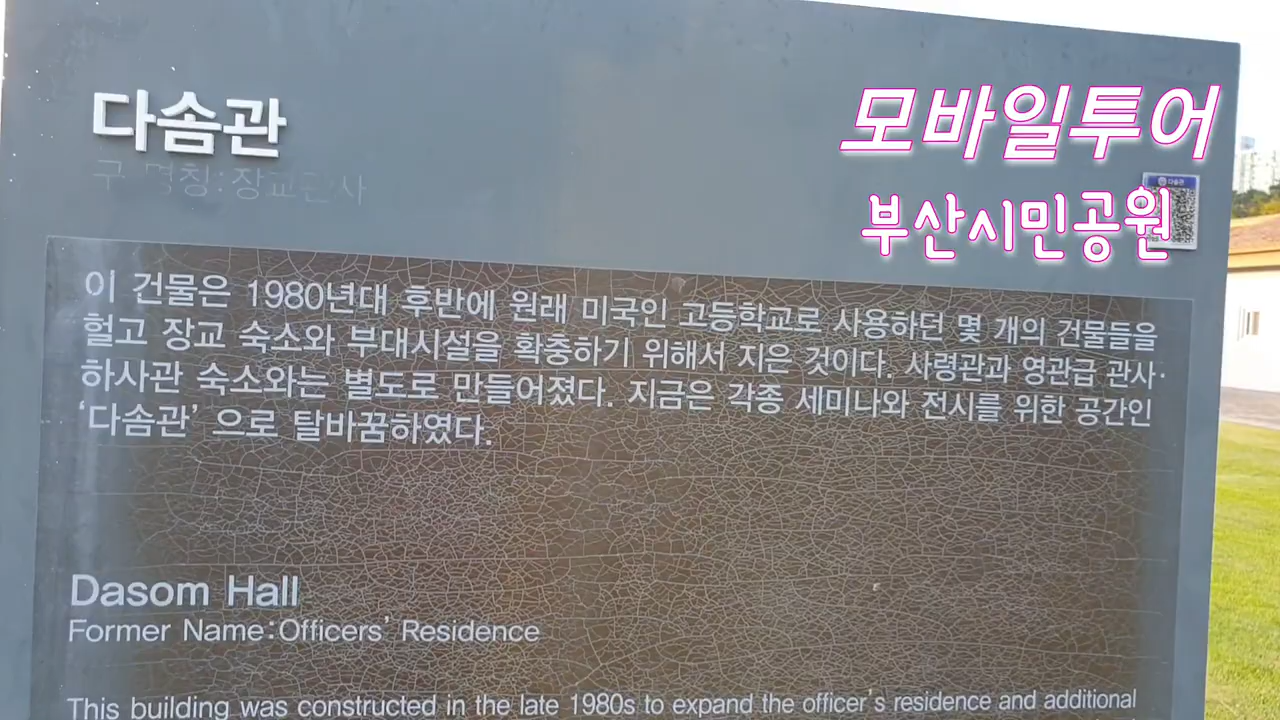 다솜관
구 명칭:장교관사
모바일투어
다솜관
부산시민공원
이 건물은 1980년대 후반에 원래 미국인 고등학교로 사용하던 몇 개의 건물들을
헐고 장교 숙소와 부대시설을 확충하기 위해서 지은 것이다. 사령관과 영관급 관사·
하사관 숙소와는 별도로 만들어졌다. 지금은 각종 세미나와 전시를 위한 공간인
‘다솜관’ 으로 탈바꿈하였다.
Dasom Hall
Former Name:Officers’ Residence
This building was constructed in the late 1980s to expand the officer’s residence and additional